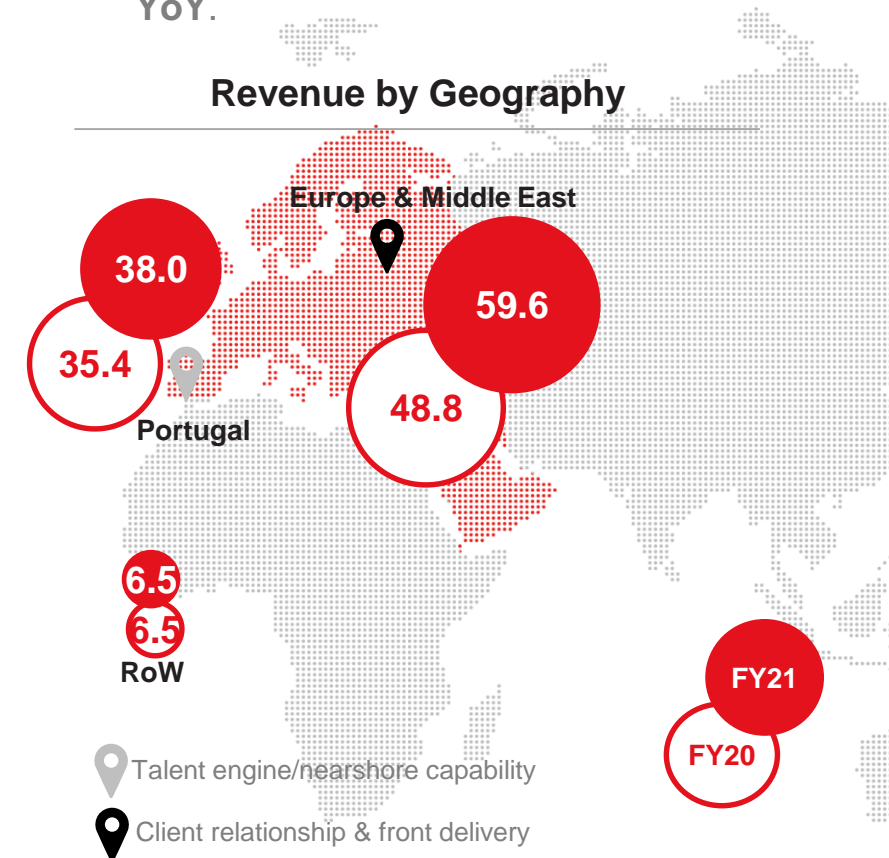 YoY.
Revenue by Geography
Europe & Middle East
38.0
59.6
35.4
48.8
Portugal
6.5
6.5
RoW
FY21
FY20
Talent engine/nearshore capability
Client relationship & front delivery